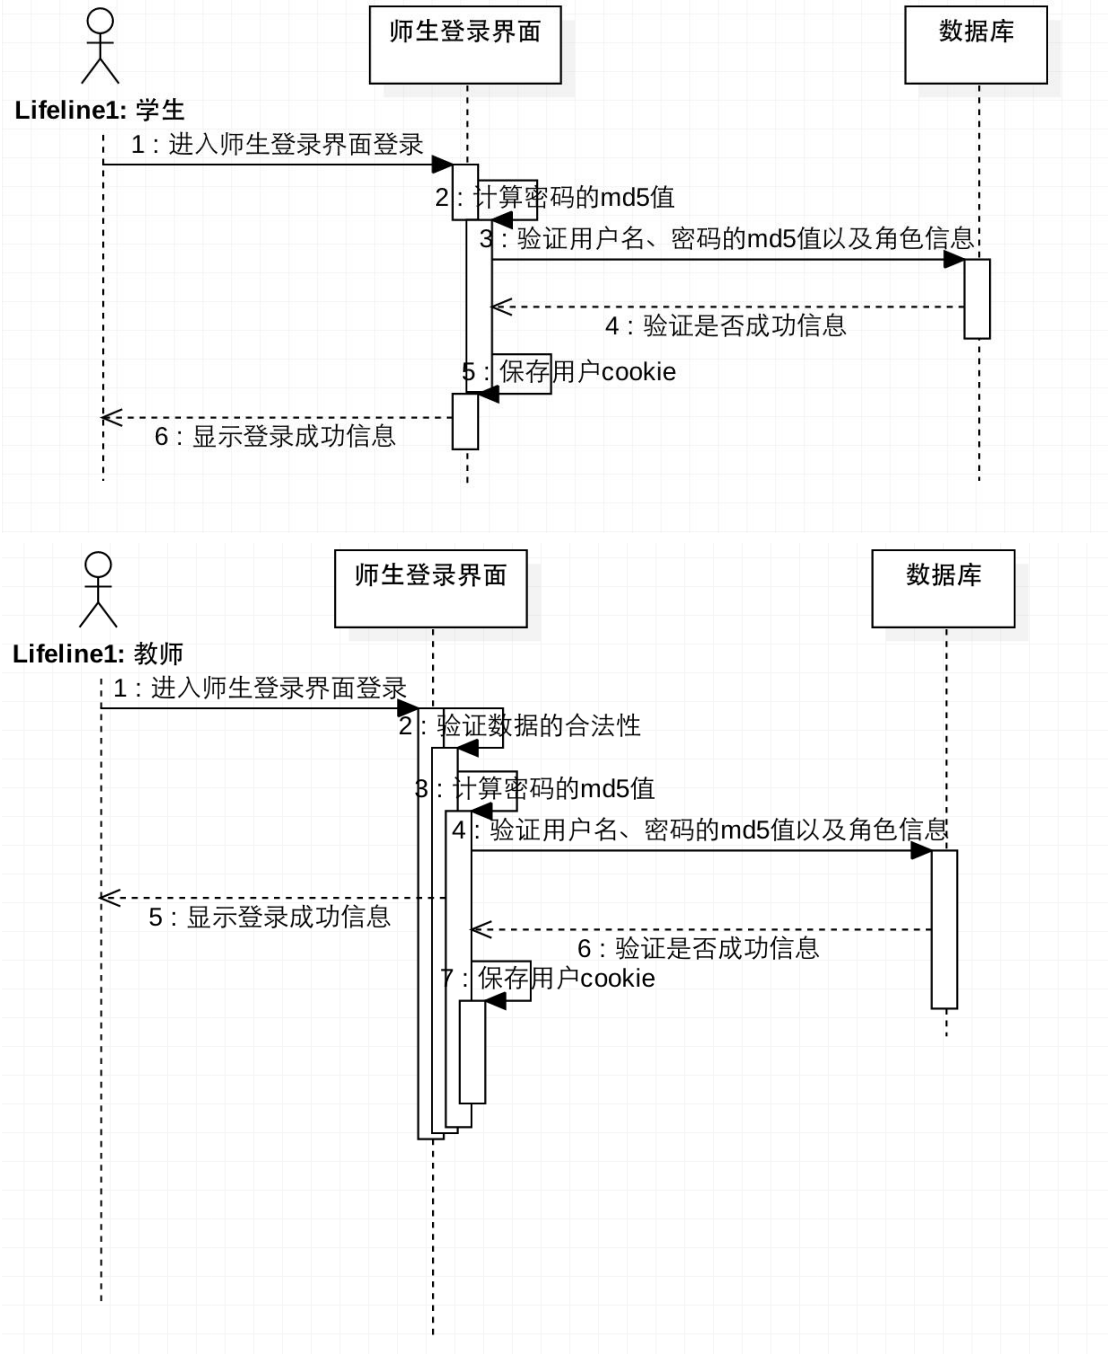 师生登录界面
数据库
Lifeline1: 学生
1 : 进入师生登录界面登录
2 : 计算密码的md5值
3 : 验证用户名、密码的md5值以及角色信息
4 : 验证是否成功信息
5 : 保存用户cookie
6 : 显示登录成功信息
师生登录界面
数据库
Lifeline1: 教师
1 : 进入师生登录界面登录
2 : 验证数据的合法性
3 : 计算密码的md5值
4 : 验证用户名、密码的md5值以及角色信息
5 : 显示登录成功信息
6 : 验证是否成功信息
7 : 保存用户cookie